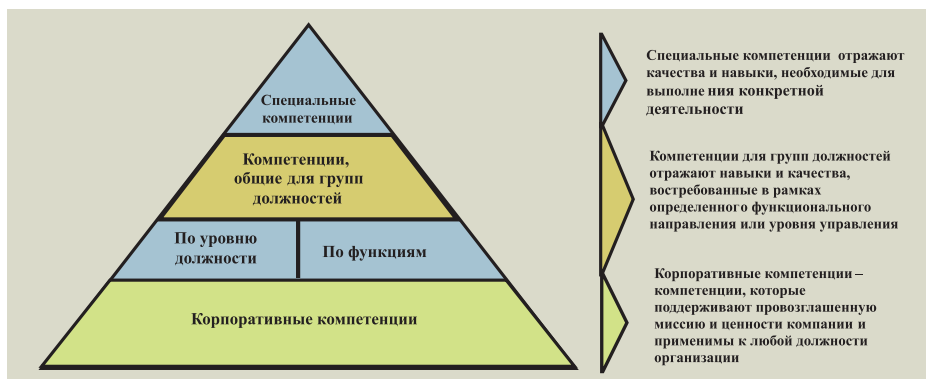 Специальные
компетенции
Компетенции,
общие для групп
должностей
По уровню
должности
По функциям
Корпоративные компетенции
Специальные компетенции отражают
качества и навыки, необходимые для
выполне ния конкретной
деятельности
Компетенции для групп должностей
отражают навыки и качества,
востребованные в рамках
определенного функционального
направления или уровня управления
Корпоративные компетенции –
компетенции, которые
поддерживают провозглашенную
миссию и ценности компании и
применимы к любой должности
организации